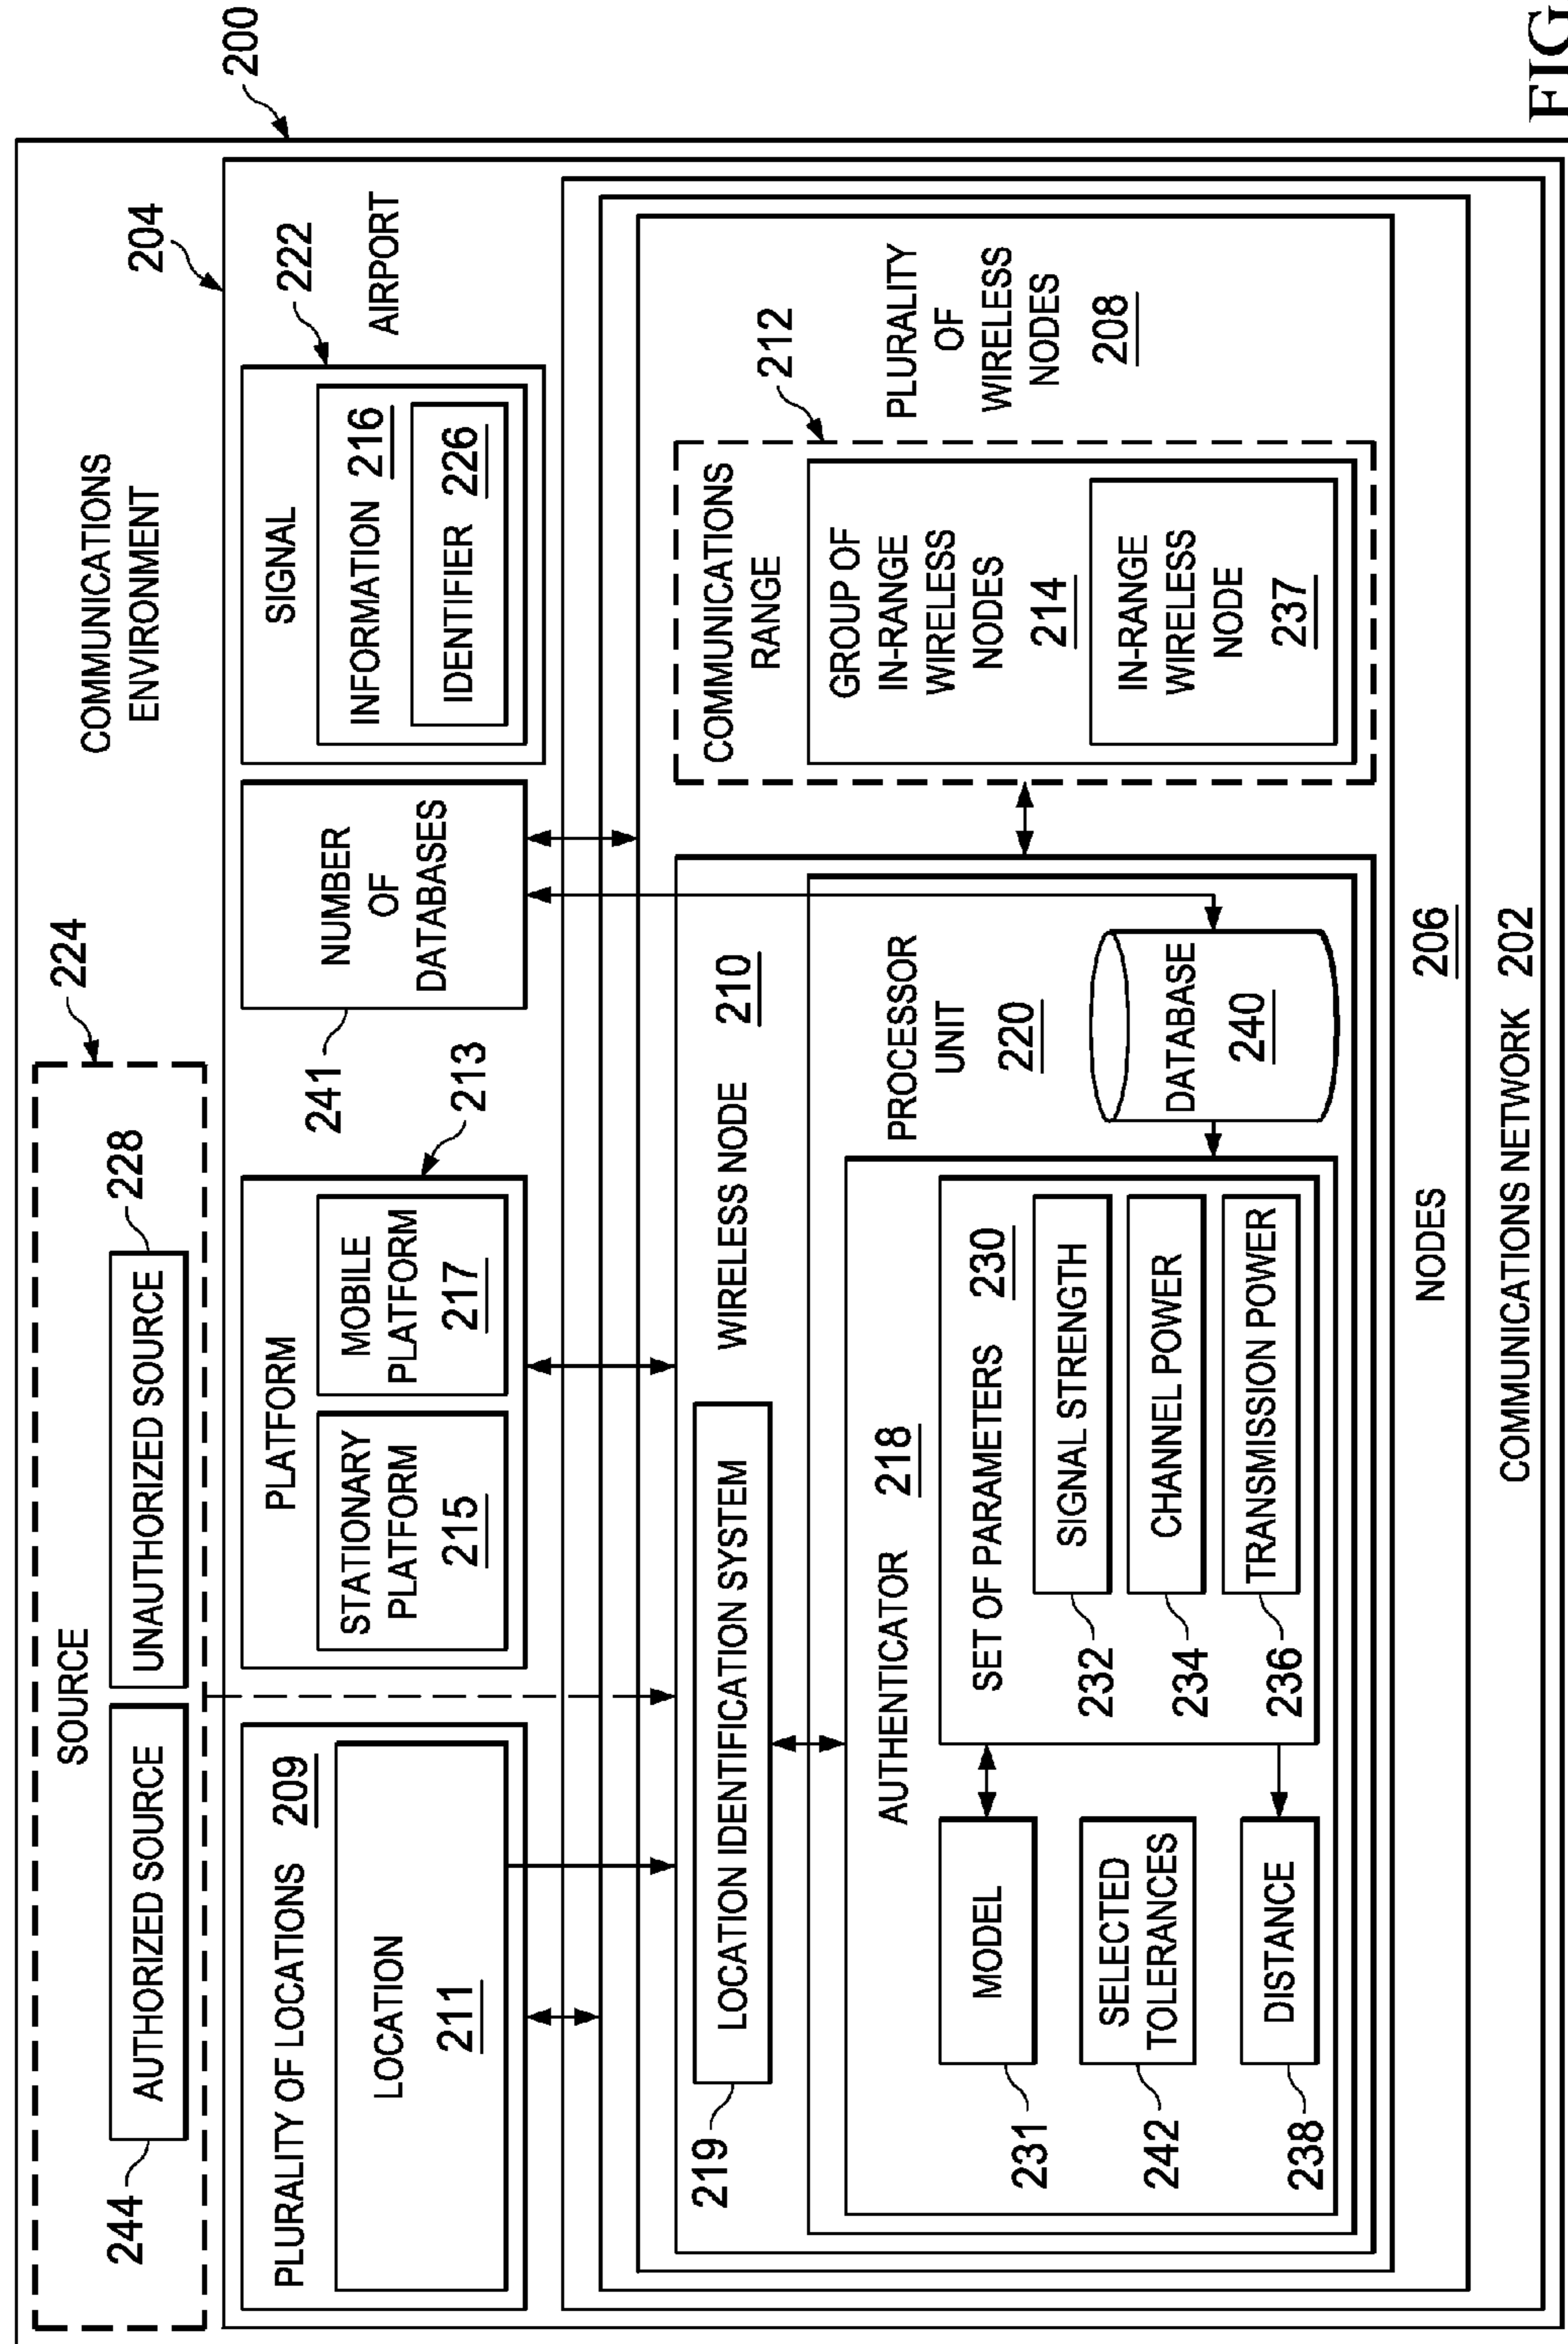 COMMUNICATIONS
ENVIRONMENT
200
204
SOURCE
224
AUTHORIZED SOURCE
244
UNAUTHORIZED SOURCE
228
AIRPORT
PLURALITY OF LOCATIONS 209
LOCATION
211
PLATFORM
213
STATIONARY
PLATFORM
215
MOBILE
PLATFORM
217
NUMBER
OF
DATABASES
241
SIGNAL
222
INFORMATION 216
IDENTIFIER 226
WIRELESS NODE 210
LOCATION IDENTIFICATION SYSTEM
219
PROCESSOR
UNIT
220
AUTHENTICATOR 218
MODEL
231
SELECTED
TOLERANCES
242
DISTANCE
238
SET OF PARAMETERS 230
SIGNAL STRENGTH
232
CHANNEL POWER
234
TRANSMISSION POWER
236
DATABASE
240
212
COMMUNICATIONS
RANGE
GROUP OF
IN-RANGE
WIRELESS
NODES
214
IN-RANGE
WIRELESS
NODE
237
PLURALITY
OF
WIRELESS
NODES
208
NODES 206
COMMUNICATIONS NETWORK 202
FIG